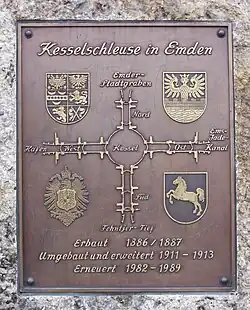 Kesselschleuse in Emden
Emder-
Stadtgraben
Nord
Ems-
Jade
Kanal
Hafen West Kessel Ost
Süd
Fehntjer-Tief
Erbaut 1886/1887
Umgebaut und erweitert 1911-1913
Erneuert 1982-1989